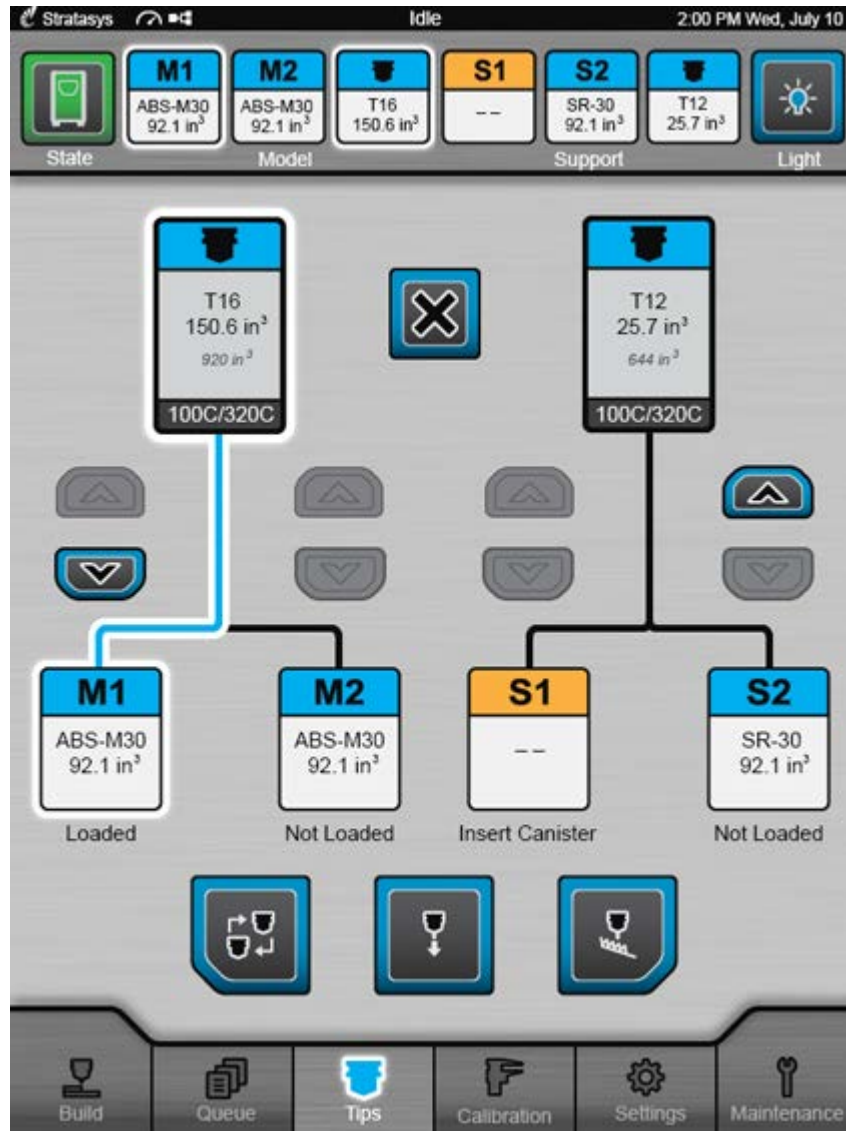 Stratasys Idle 2:00 PM Wed, July 10
M1 M2 S1 S2
ABS-M30 ABS-M30 T16 -- SR-30 T12
92.1 in³ 92.1 in³ 150.6 in³ 92.1 in³ 25.7 in³
State Model Support Light
T16 T12
150.6 in³ 25.7 in³
920 in³ 644 in³
100C/320C 100C/320C
M1 M2 S1 S2
ABS-M30 ABS-M30 -- SR-30
92.1 in³ 92.1 in³ 92.1 in³
Loaded Not Loaded Insert Canister Not Loaded
Build Queue Tips Calibration Settings Maintenance